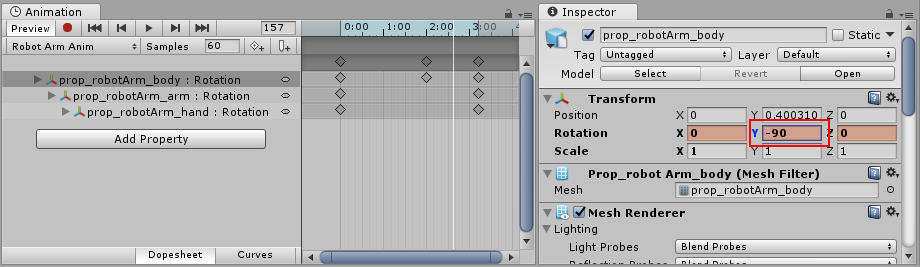 Animation
Preview 157 0:00 1:00 2:00 3:00 4:
Robot Arm Anim Samples 60
prop_robotArm_body : Rotation
prop_robotArm_arm : Rotation
prop_robotArm_hand : Rotation
Add Property
Dopesheet Curves
Inspector
prop_robotArm_body Static
Tag Untagged Layer Default
Model Select Revert Open
Transform
Position X 0 Y 0.400310 Z 0
Rotation X 0 Y -90 Z 0
Scale X 1 Y 1 Z 1
Prop_robot Arm_body (Mesh Filter)
Mesh prop_robotArm_body
Mesh Renderer
Lighting
Light Probes Blend Probes
Reflection Probes Blend Probes